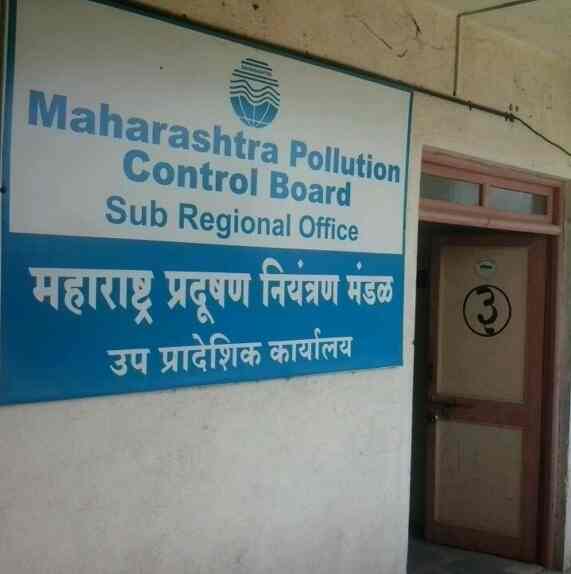 Maharashtra Pollution
Control Board
Sub Regional Office
महाराष्ट्र प्रदूषण नियंत्रण मंडळ
उप प्रादेशिक कार्यालय
३